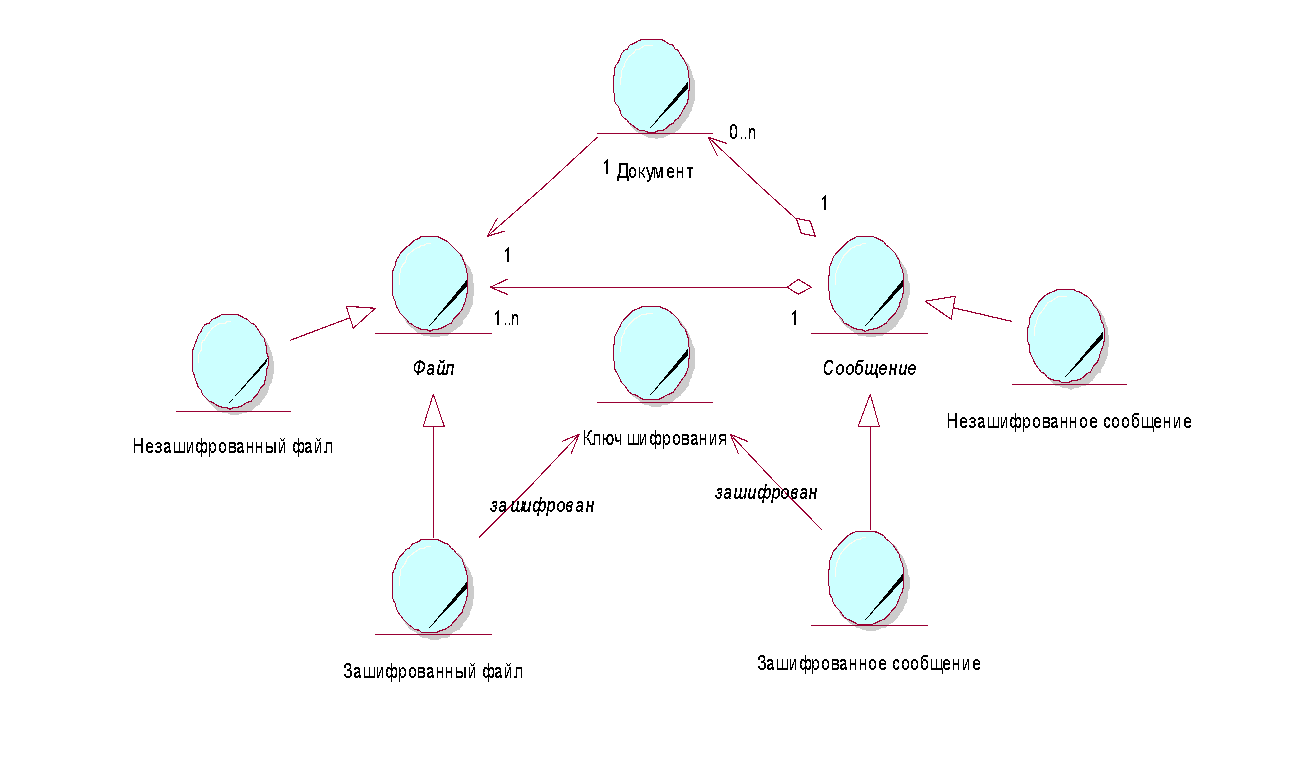 0..n
1
Документ
1
1
1..n
1
Файл
Сообщение
Незашифрованное сообщение
Незашифрованный файл
Ключ шифрования
зашифрован
зашифрован
Зашифрованный файл
Зашифрованное сообщение